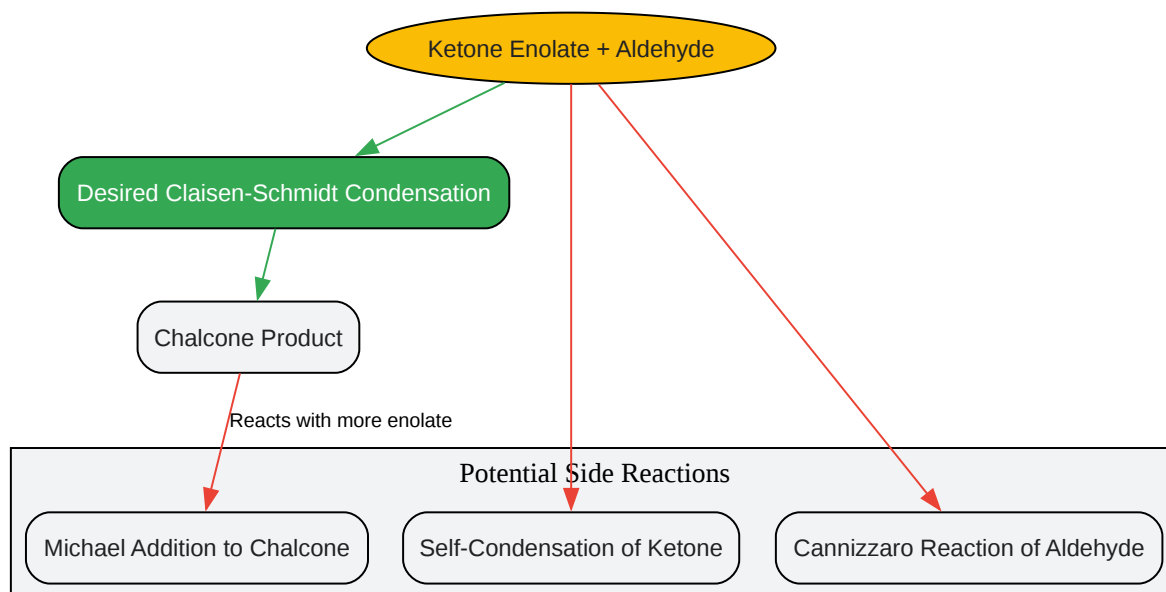 Ketone Enolate + Aldehyde
Desired Claisen-Schmidt Condensation
Chalcone Product
Reacts with more enolate
Potential Side Reactions
Michael Addition to Chalcone
Self-Condensation of Ketone
Cannizzaro Reaction of Aldehyde